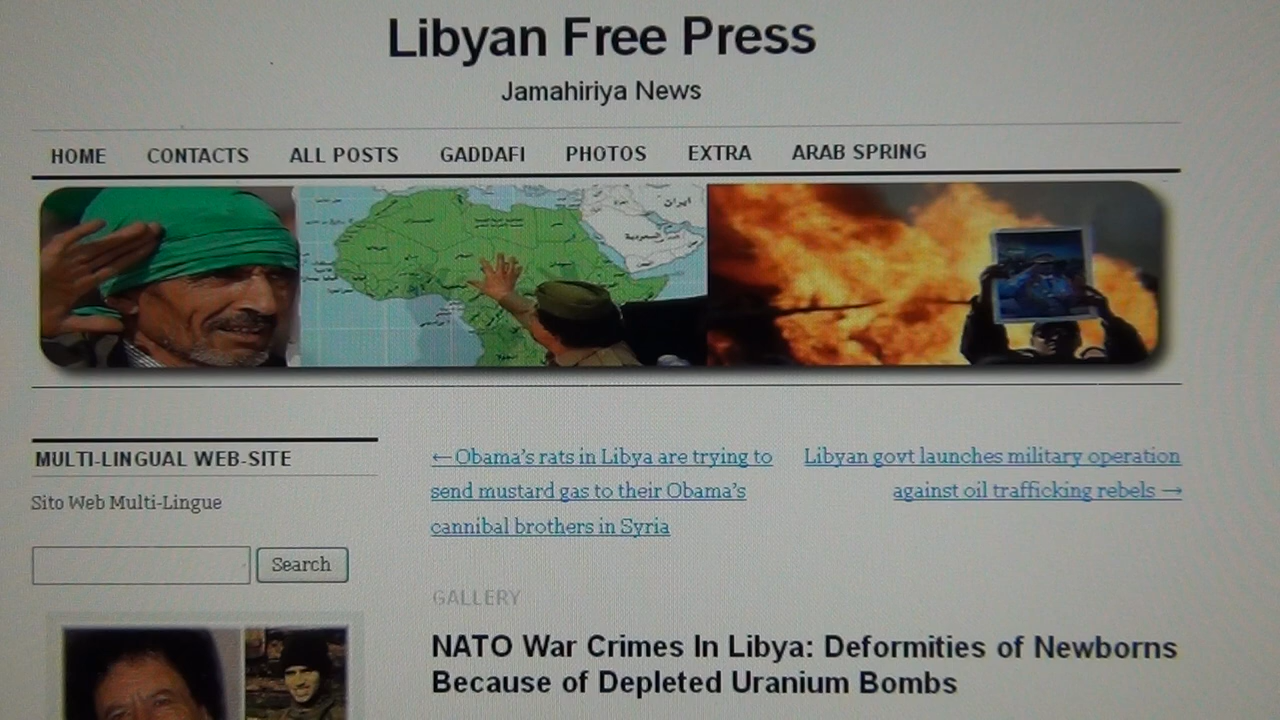 Libyan Free Press
Jamahiriya News
HOME CONTACTS ALL POSTS GADDAFI PHOTOS EXTRA ARAB SPRING
ايران
السعودية
MULTI-LINGUAL WEB-SITE
Sito Web Multi-Lingue
Search
← Obama's rats in Libya are trying to
send mustard gas to their Obama's
cannibal brothers in Syria
Libyan govt launches military operation
against oil trafficking rebels →
GALLERY
NATO War Crimes In Libya: Deformities of Newborns
Because of Depleted Uranium Bombs